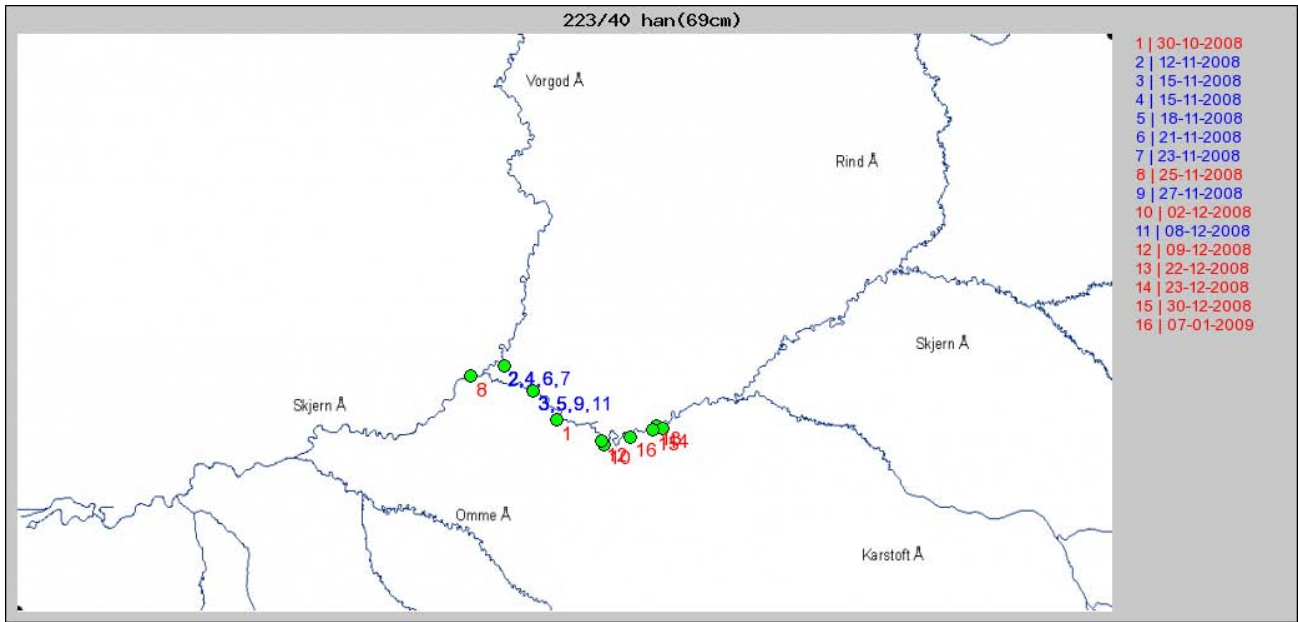 223/40 han(69cm)
1 | 30-10-2008
2 | 12-11-2008
3 | 15-11-2008
4 | 15-11-2008
5 | 18-11-2008
6 | 21-11-2008
7 | 23-11-2008
8 | 25-11-2008
9 | 27-11-2008
10 | 02-12-2008
11 | 08-12-2008
12 | 09-12-2008
13 | 22-12-2008
14 | 23-12-2008
15 | 30-12-2008
16 | 07-01-2009
Vorgod Å
Rind Å
Skjern Å
2,4,6,7
8
3,5,9,11
Skjern Å
1
16
12
10
Omme Å
Karstoft Å